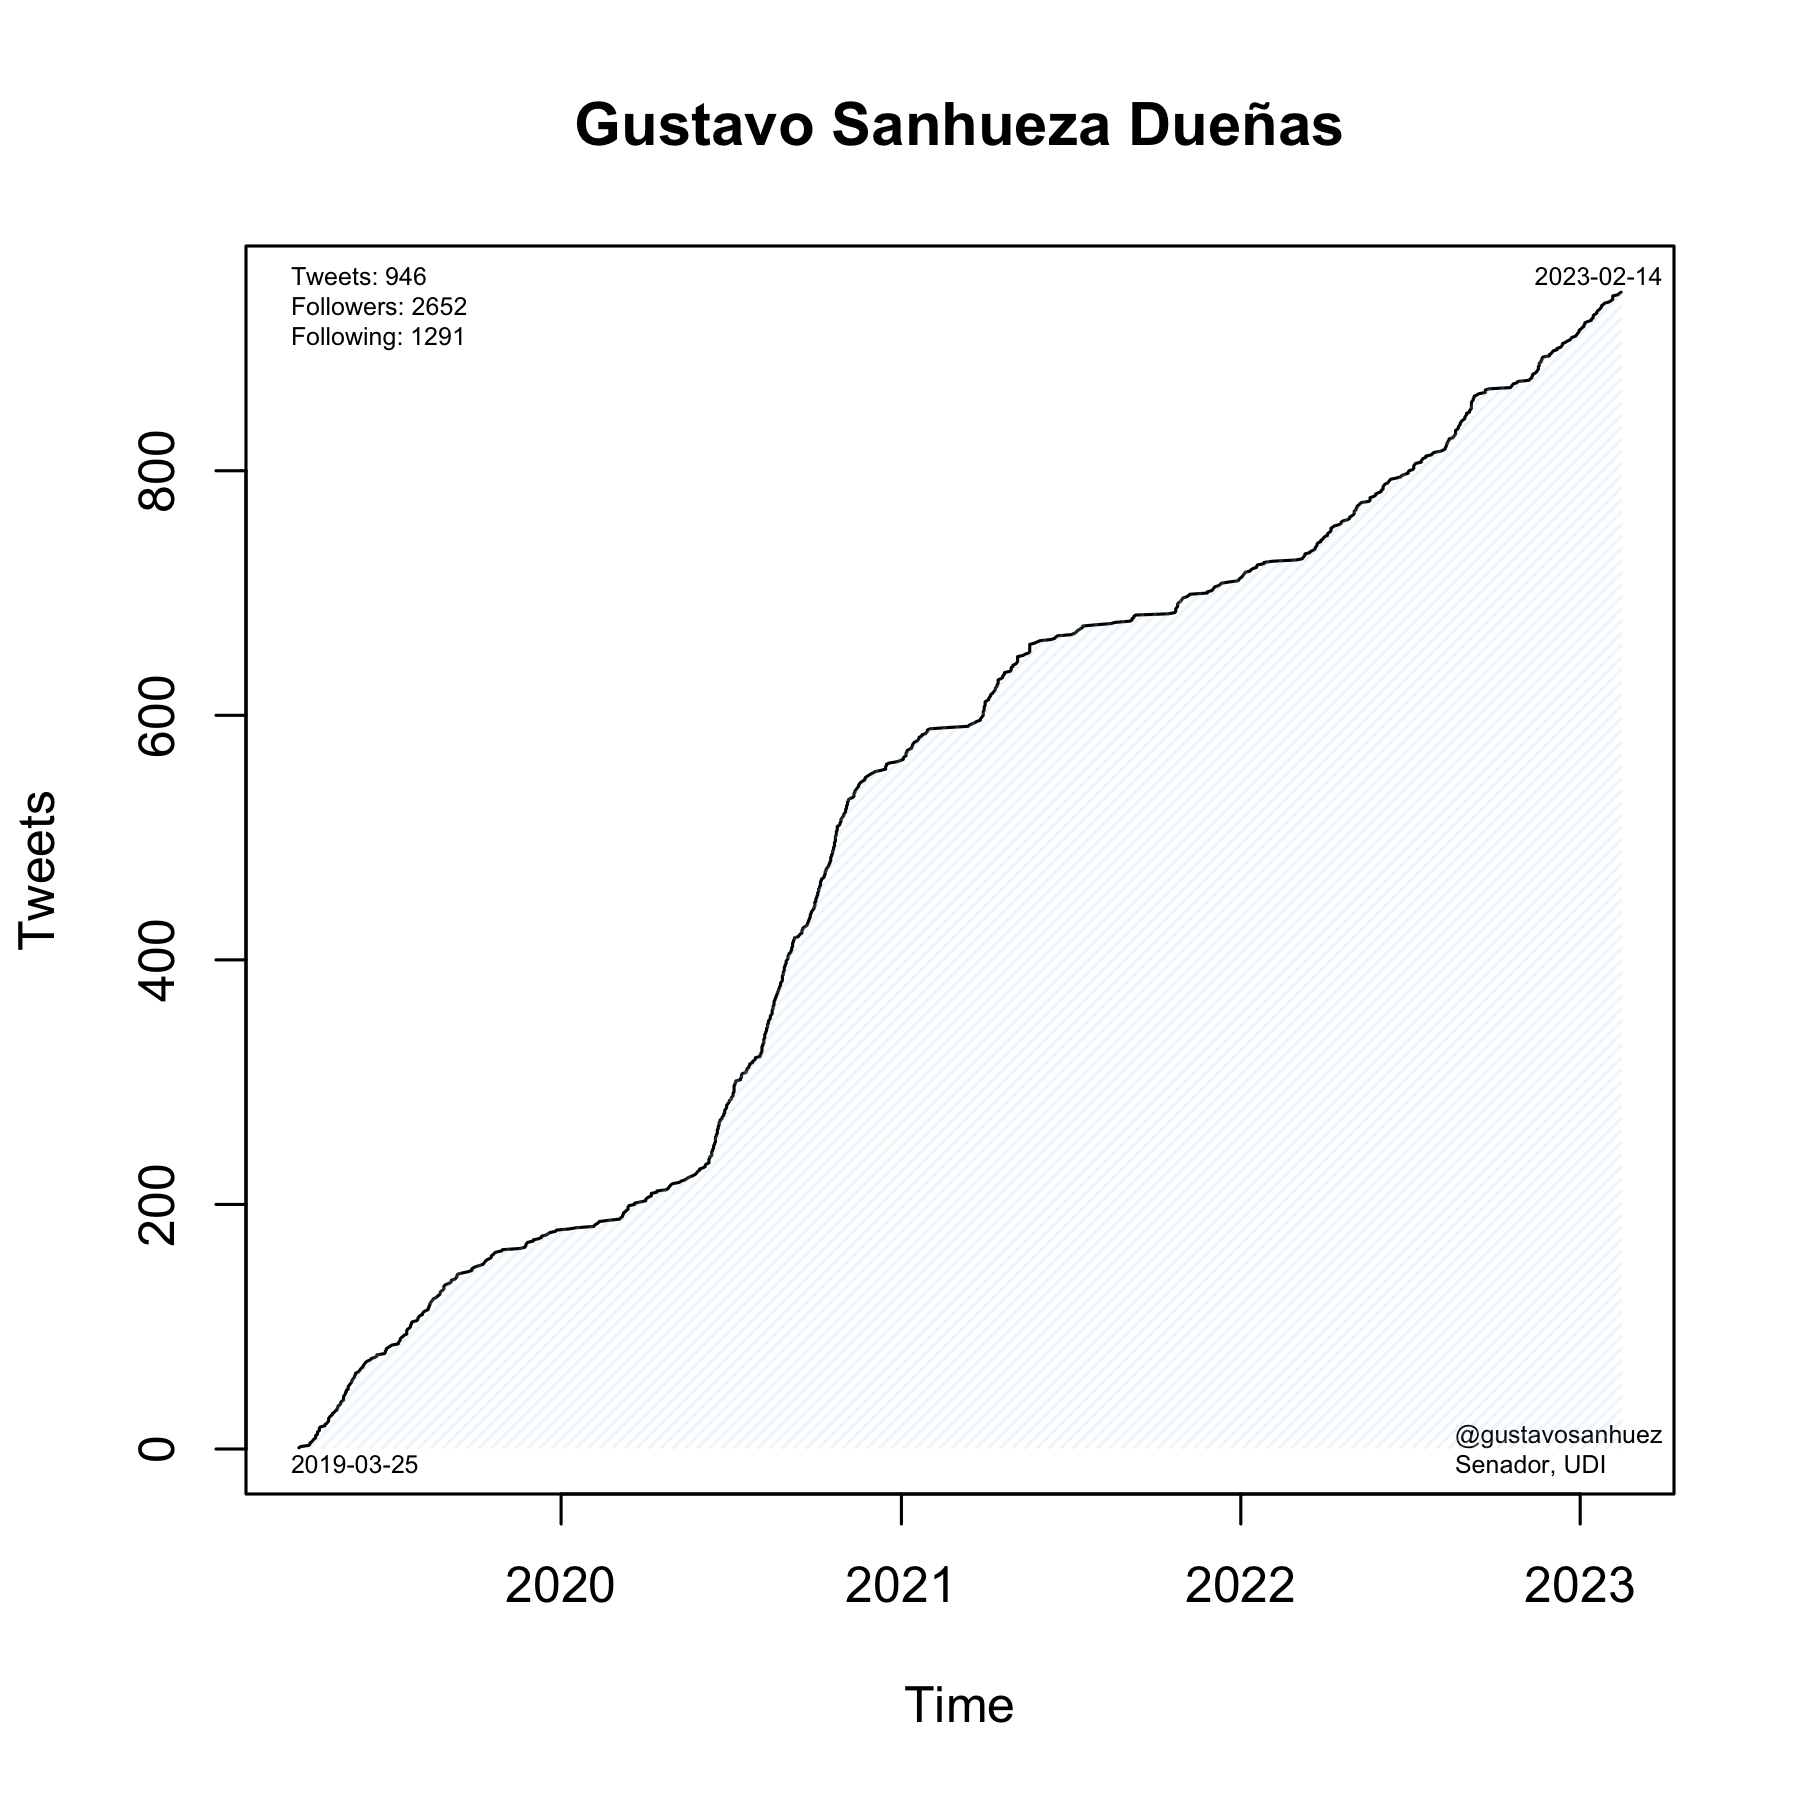 Gustavo Sanhueza Dueñas
Tweets: 946
Followers: 2652
Following: 1291
2023-02-14
800
600
400
200
0
Tweets
2019-03-25
@gustavosanhuez
Senador, UDI
2020
2021
2022
2023
Time